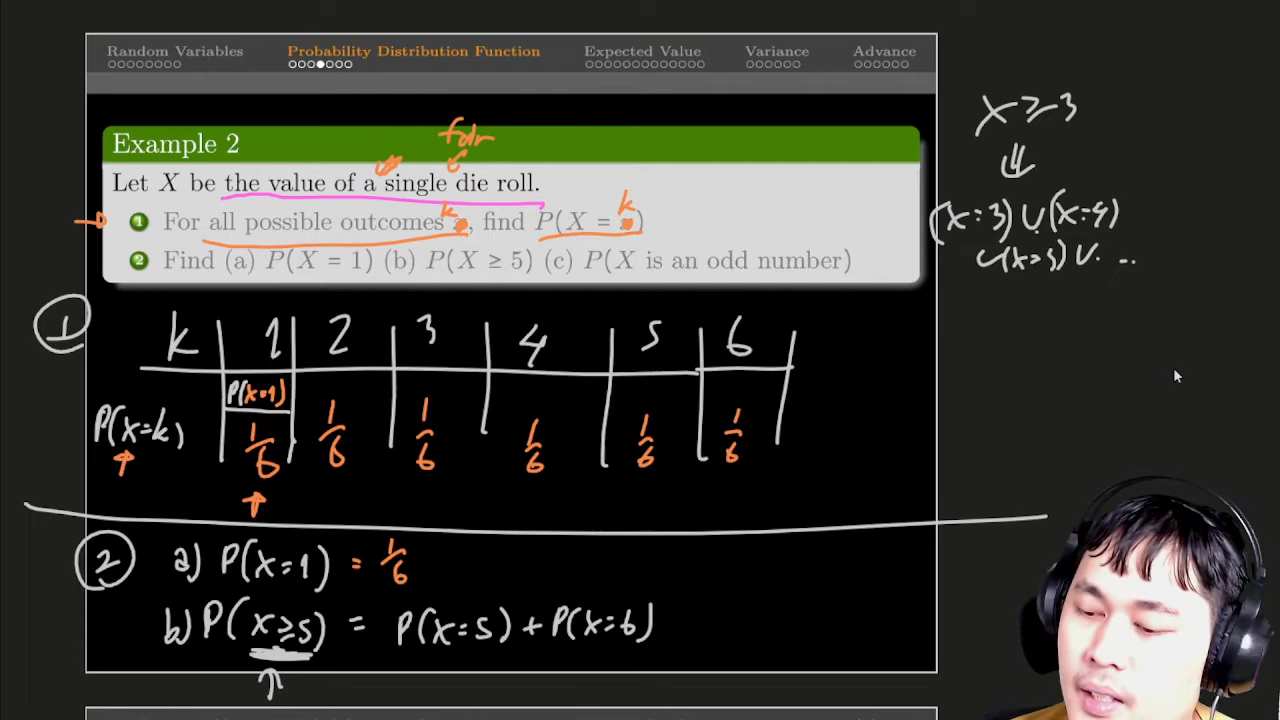 Random Variables Probability Distribution Function Expected Value Variance Advance
Example 2
fair
Let X be the value of a single die roll.
k k
1 For all possible outcomes , find P(X = )
2 Find (a) P(X = 1) (b) P(X ≥ 5) (c) P(X is an odd number)
X ≥ 3
⇓
(X=3) ∪ (X=4)
∪ (X=5) ∪ . ..
1
k 1 2 3 4 5 6
P(X=1)
P(X=k) 1/6 1/6 1/6 1/6 1/6 1/6
2 a) P(X=1) = 1/6
b) P(X≥5) = P(X=5) + P(X=6)